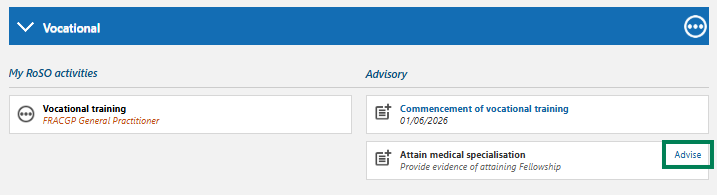 Vocational
My RoSO activities
Advisory
Vocational training
FRACGP General Practitioner
Commencement of vocational training
01/06/2026
Attain medical specialisation
Provide evidence of attaining Fellowship
Advise